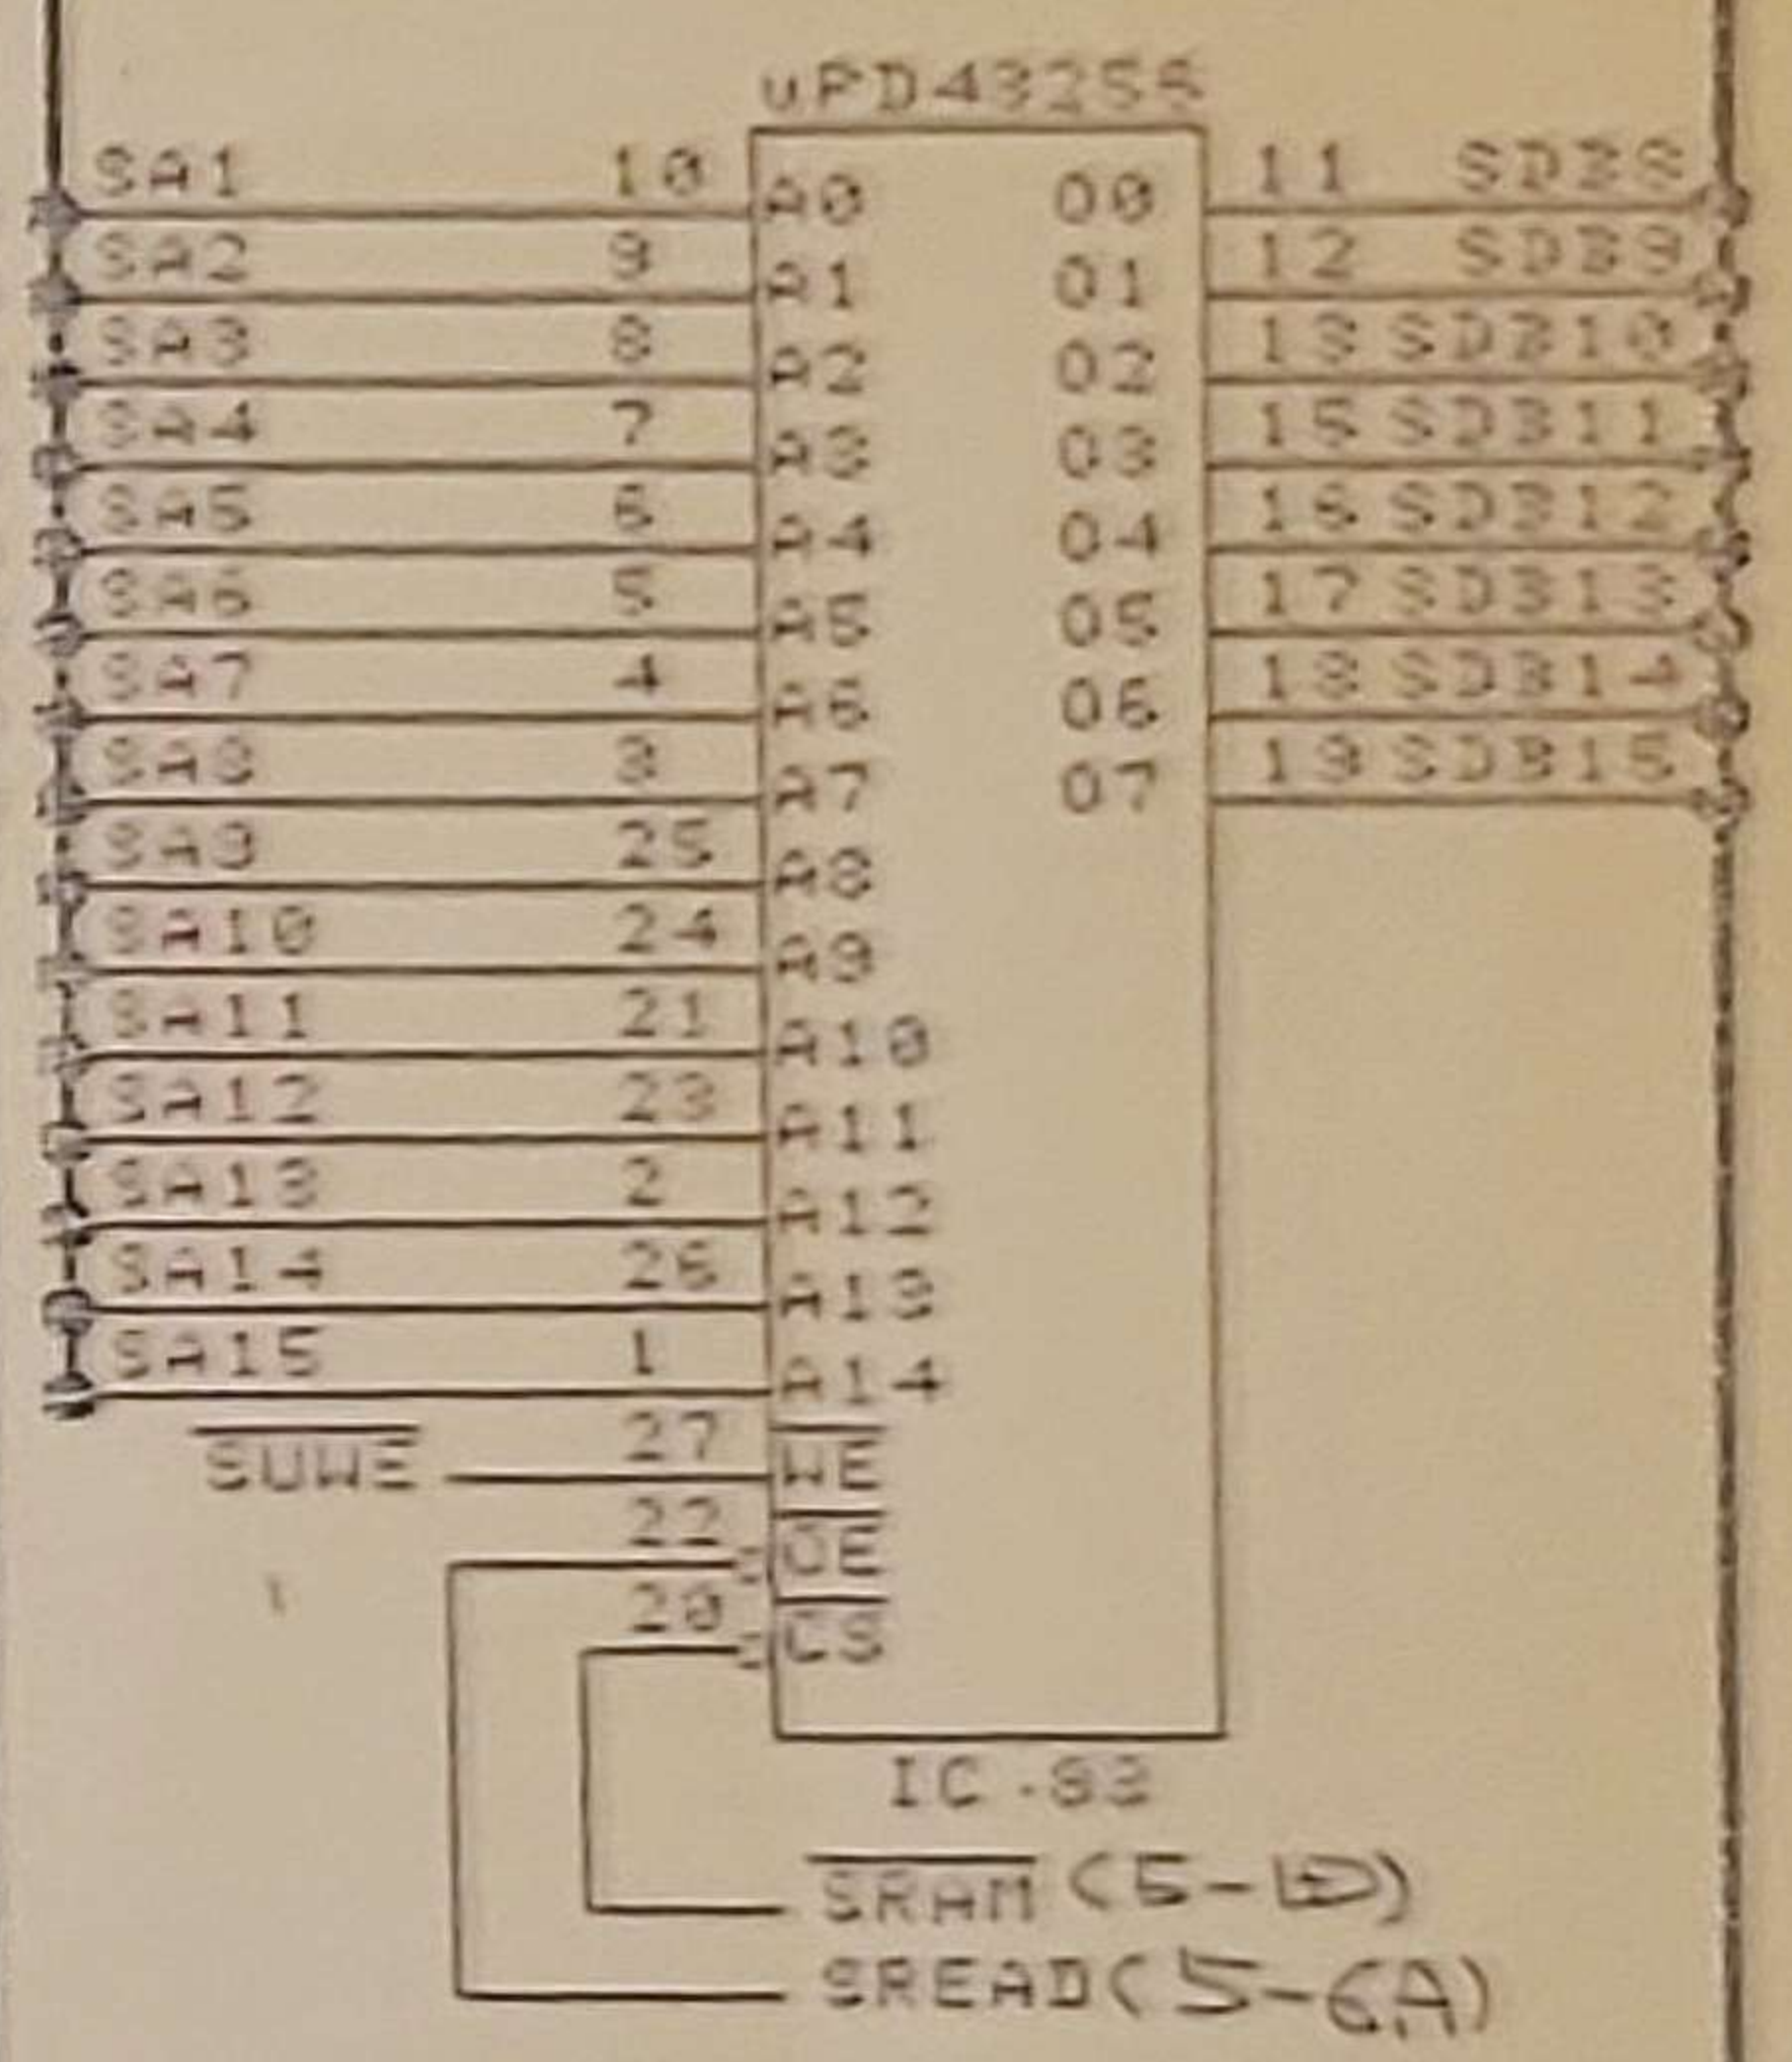 uPD43256
SA1 10 A0 O0 11 SDB8
SA2 9 A1 O1 12 SDB9
SA3 8 A2 O2 13 SDB10
SA4 7 A3 O3 15 SDB11
SA5 6 A4 O4 16 SDB12
SA6 5 A5 O5 17 SDB13
SA7 4 A6 O6 18 SDB14
SA8 3 A7 O7 19 SDB15
SA9 25 A8
SA10 24 A9
SA11 21 A10
SA12 23 A11
SA13 2 A12
SA14 26 A13
SA15 1 A14
SUWE 27 WE
22 OE
20 CS
IC-83
SRAM (5-1D)
SREAD (5-6A)